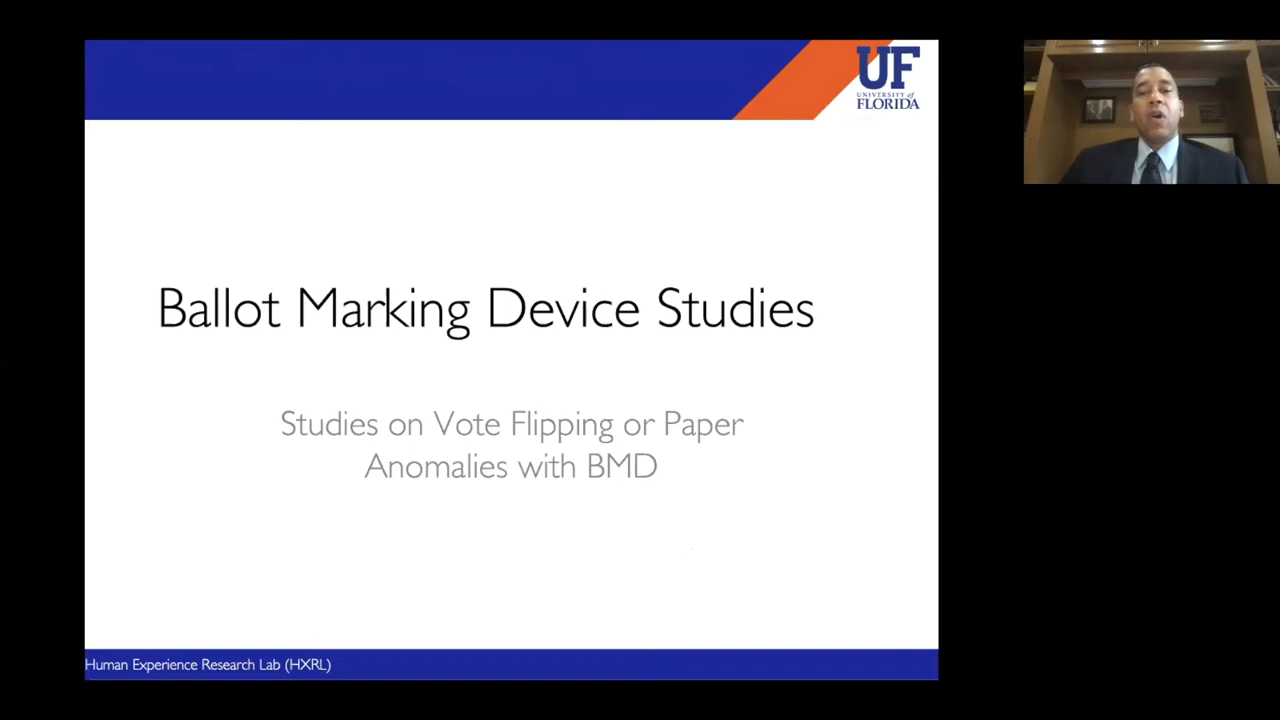 UF
UNIVERSITY of
FLORIDA
Ballot Marking Device Studies
Studies on Vote Flipping or Paper
Anomalies with BMD
Human Experience Research Lab (HXRL)